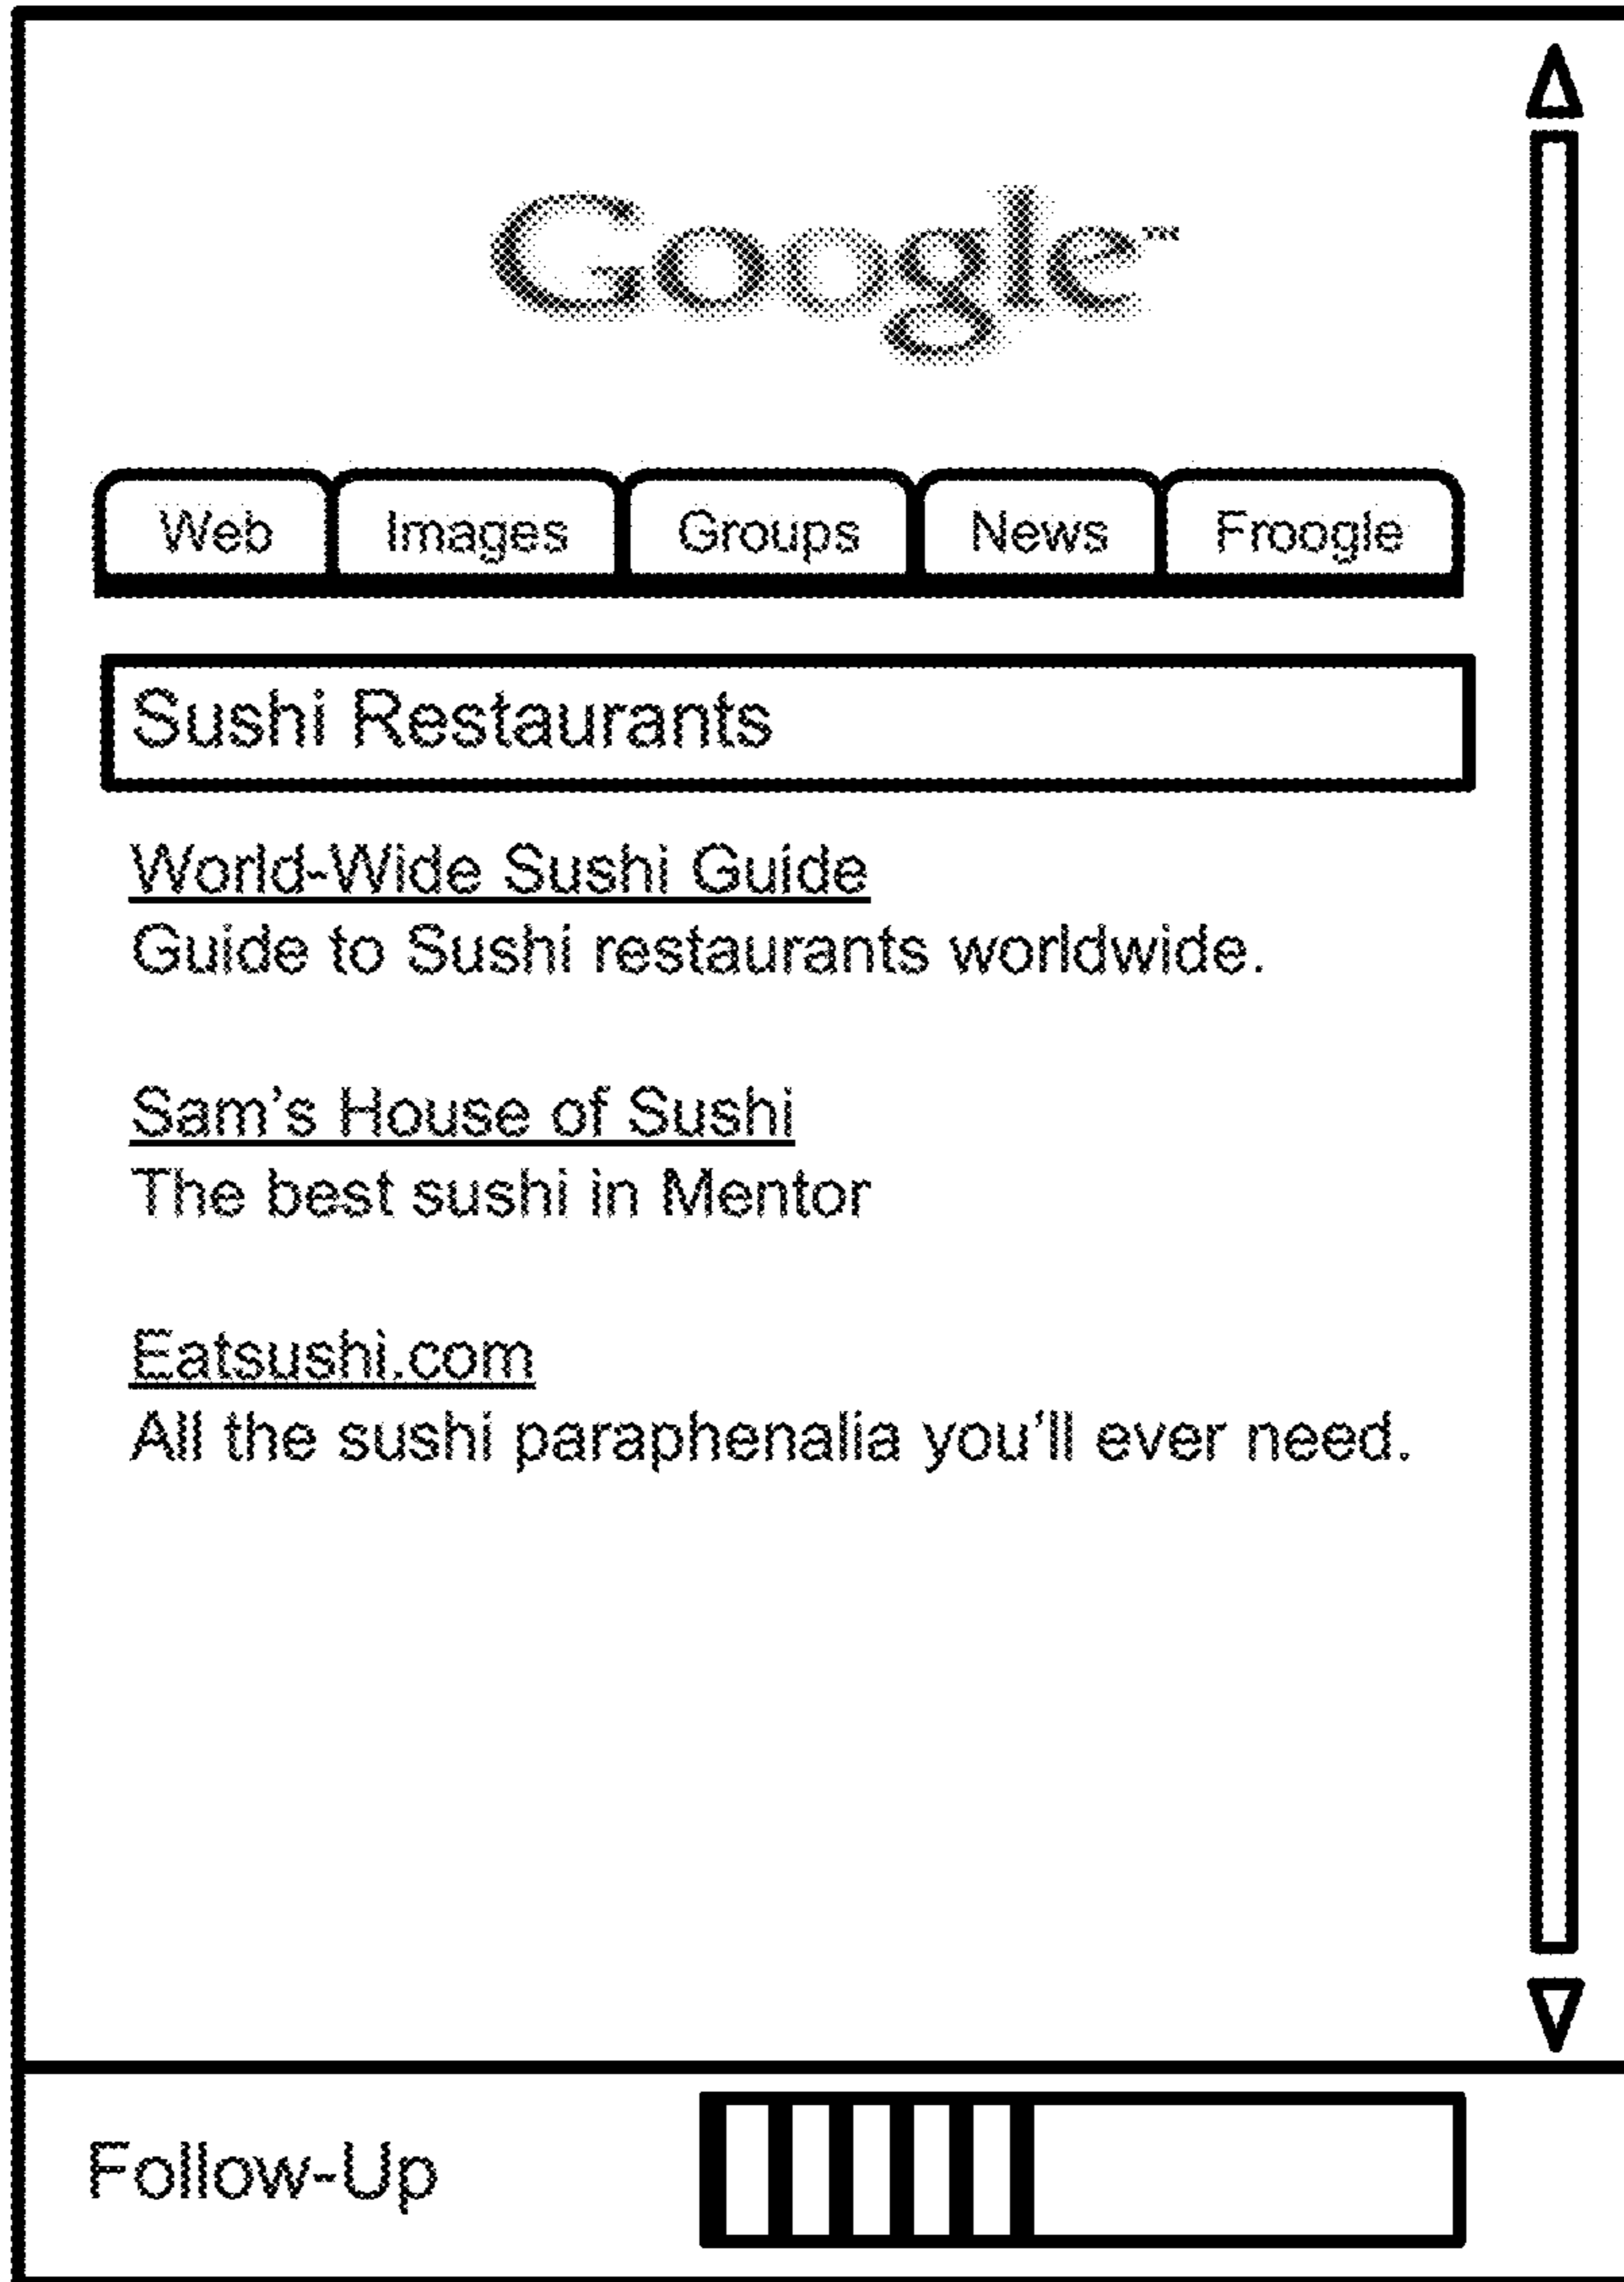 Google™
Web Images Groups News Froogle
Sushi Restaurants
World-Wide Sushi Guide
Guide to Sushi restaurants worldwide.
Sam's House of Sushi
The best sushi in Mentor
Eatsushi.com
All the sushi paraphenalia you'll ever need.
Follow-Up